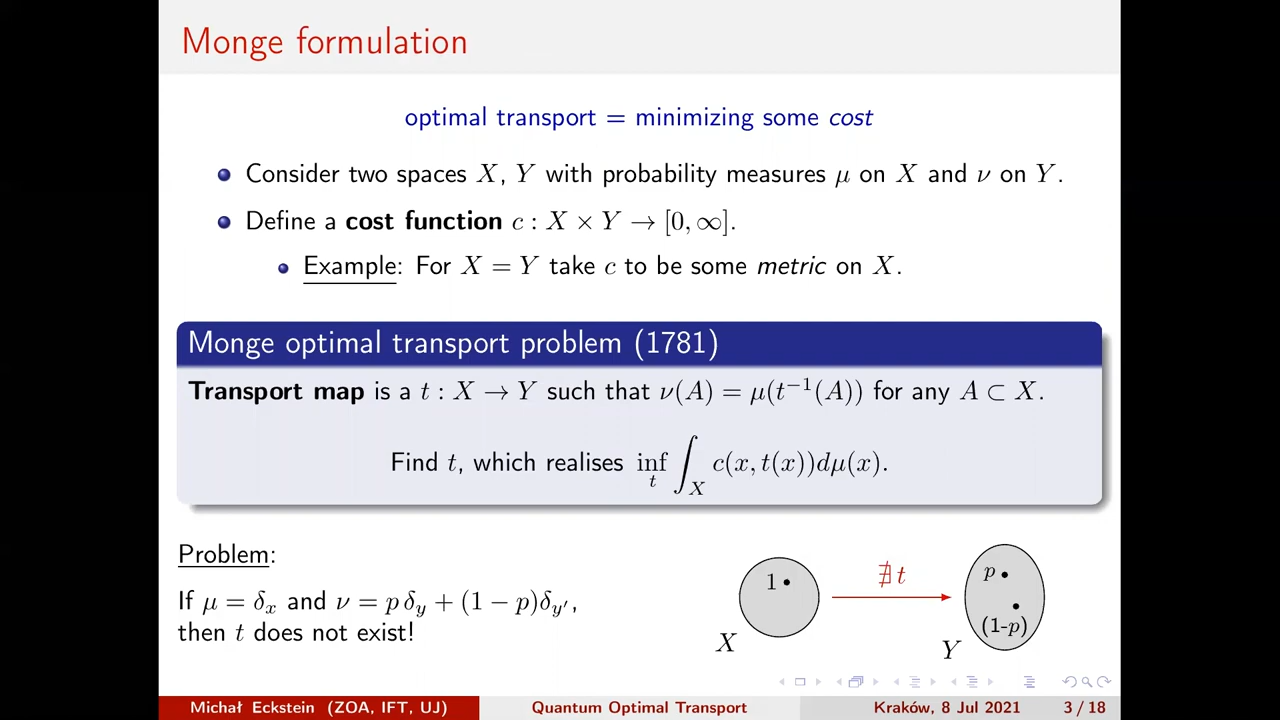 Monge formulation
optimal transport = minimizing some cost
Consider two spaces X, Y with probability measures μ on X and ν on Y.
Define a cost function c : X × Y → [0, ∞].
Example: For X = Y take c to be some metric on X.
Monge optimal transport problem (1781)
Transport map is a t : X → Y such that ν(A) = μ(t⁻¹(A)) for any A ⊂ X.
Find t, which realises inf_t ∫_X c(x, t(x))dμ(x).
Problem:
If μ = δ_x and ν = p δ_y + (1 − p)δ_y′,
then t does not exist!
1
∄ t
p
(1-p)
X
Y
Michał Eckstein (ZOA, IFT, UJ)
Quantum Optimal Transport
Kraków, 8 Jul 2021
3 / 18